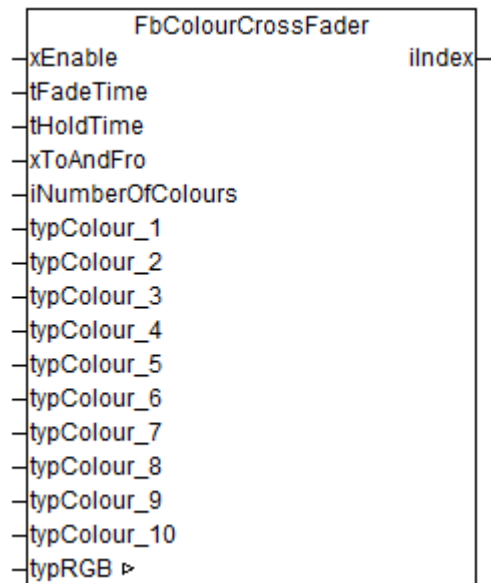 FbColourCrossFader
xEnable iIndex
tFadeTime
tHoldTime
xToAndFro
iNumberOfColours
typColour_1
typColour_2
typColour_3
typColour_4
typColour_5
typColour_6
typColour_7
typColour_8
typColour_9
typColour_10
typRGB ▷